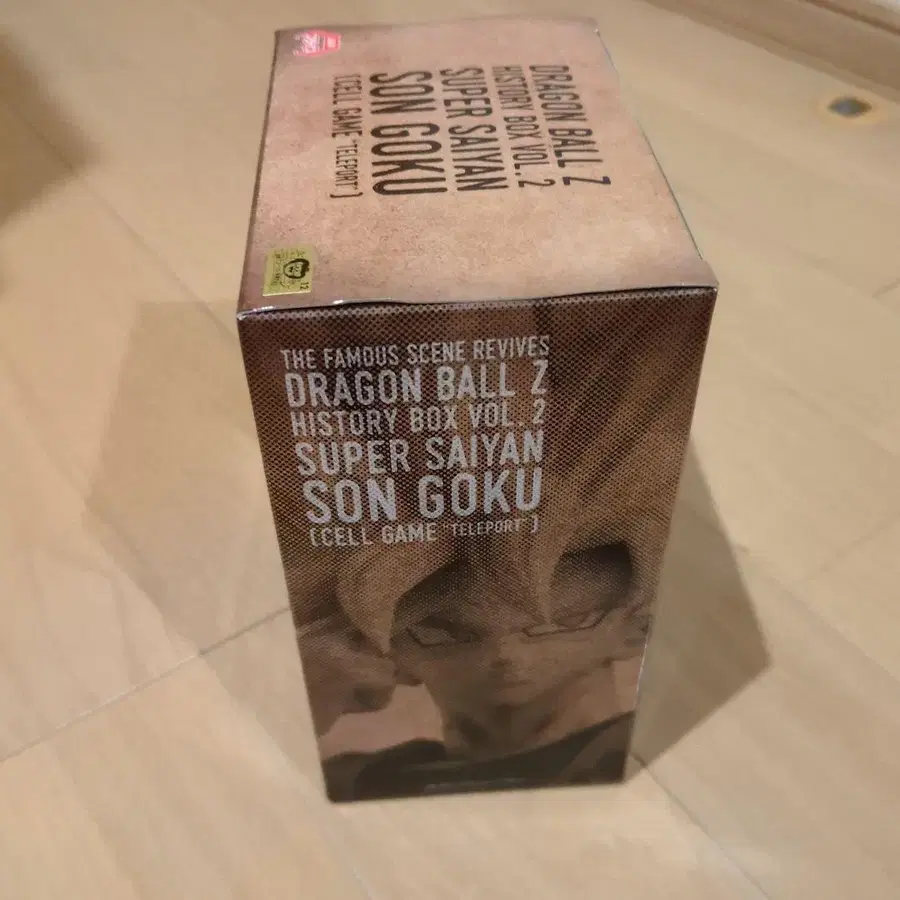 DRAGON BALL Z
HISTORY BOX VOL. 2
SUPER SAIYAN
SON GOKU
(CELL GAME "TELEPORT")
THE FAMOUS SCENE REVIVES
DRAGON BALL Z
HISTORY BOX VOL. 2
SUPER SAIYAN
SON GOKU
(CELL GAME "TELEPORT")
12